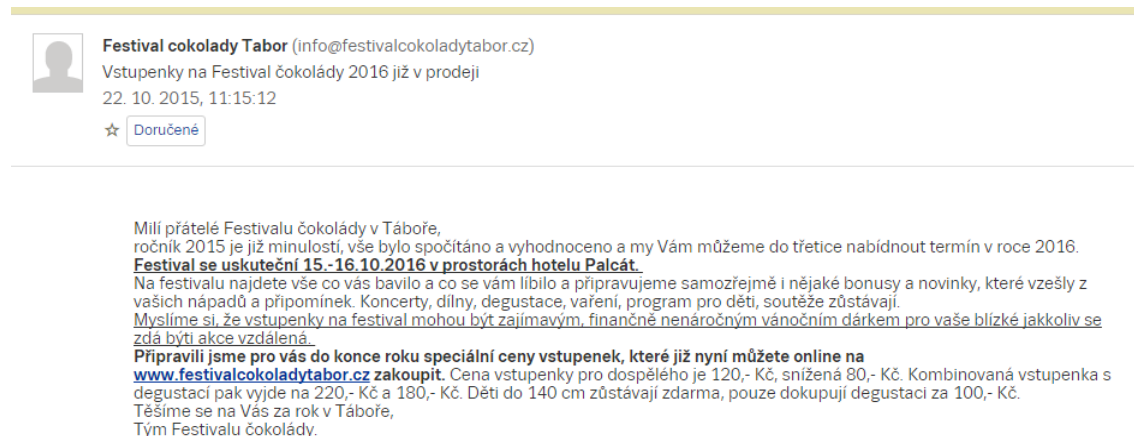 Festival cokolady Tabor (info@festivalcokoladytabor.cz)
Vstupenky na Festival čokolády 2016 již v prodeji
22. 10. 2015, 11:15:12
☆ Doručené
Milí přátelé Festivalu čokolády v Táboře,
ročník 2015 je již minulostí, vše bylo spočítáno a vyhodnoceno a my Vám můžeme do třetice nabídnout termín v roce 2016.
Festival se uskuteční 15.-16.10.2016 v prostorách hotelu Palcát.
Na festivalu najdete vše co vás bavilo a co se vám líbilo a připravujeme samozřejmě i nějaké bonusy a novinky, které vzešly z
vašich nápadů a připomínek. Koncerty, dílny, degustace, vaření, program pro děti, soutěže zůstávají.
Myslíme si, že vstupenky na festival mohou být zajímavým, finančně nenáročným vánočním dárkem pro vaše blízké jakkoliv se
zdá býti akce vzdálená.
Připravili jsme pro vás do konce roku speciální ceny vstupenek, které již nyní můžete online na
www.festivalcokoladytabor.cz zakoupit. Cena vstupenky pro dospělého je 120,- Kč, snížená 80,- Kč. Kombinovaná vstupenka s
degustací pak vyjde na 220,- Kč a 180,- Kč. Děti do 140 cm zůstávají zdarma, pouze dokupují degustaci za 100,- Kč.
Těšíme se na Vás za rok v Táboře,
Tým Festivalu čokolády.